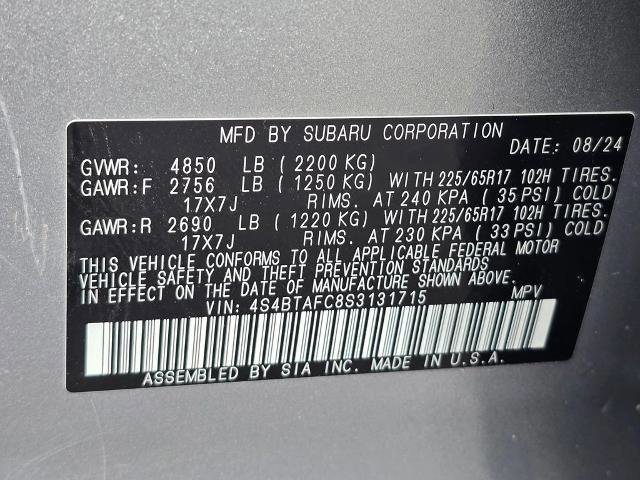 MFD BY SUBARU CORPORATION DATE: 08/24
GVWR: 4850 LB (2200 KG)
GAWR:F 2756 LB (1250 KG) WITH 225/65R17 102H TIRES.
17X7J RIMS. AT 240 KPA (35 PSI) COLD
GAWR:R 2690 LB (1220 KG) WITH 225/65R17 102H TIRES.
17X7J RIMS. AT 230 KPA (33 PSI) COLD
THIS VEHICLE CONFORMS TO ALL APPLICABLE FEDERAL MOTOR
VEHICLE SAFETY AND THEFT PREVENTION STANDARDS
IN EFFECT ON THE DATE OF MANUFACTURE SHOWN ABOVE.
VIN: 4S4BTAFC8S3131715 MPV
ASSEMBLED BY SIA INC. MADE IN U.S.A.